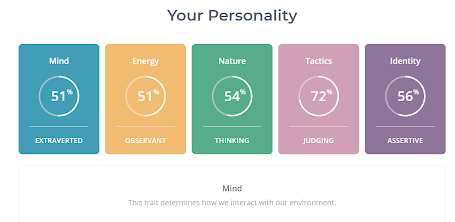 Your Personality
Mind Energy Nature Tactics Identity
51% 51% 54% 72% 56%
EXTRAVERTED OBSERVANT THINKING JUDGING ASSERTIVE
Mind
This trait determines how we interact with our environment.